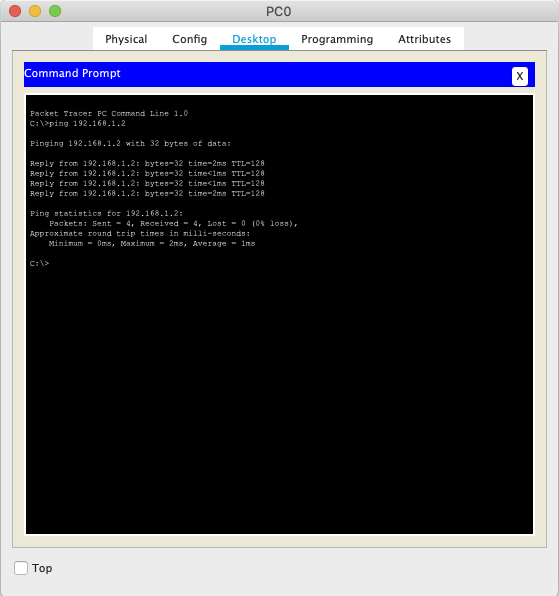 PC0
Physical Config Desktop Programming Attributes
Command Prompt
X
Packet Tracer PC Command Line 1.0
C:\>ping 192.168.1.2
Pinging 192.168.1.2 with 32 bytes of data:
Reply from 192.168.1.2: bytes=32 time=2ms TTL=128
Reply from 192.168.1.2: bytes=32 time<1ms TTL=128
Reply from 192.168.1.2: bytes=32 time<1ms TTL=128
Reply from 192.168.1.2: bytes=32 time=2ms TTL=128
Ping statistics for 192.168.1.2:
    Packets: Sent = 4, Received = 4, Lost = 0 (0% loss),
Approximate round trip times in milli-seconds:
    Minimum = 0ms, Maximum = 2ms, Average = 1ms
C:\>
Top